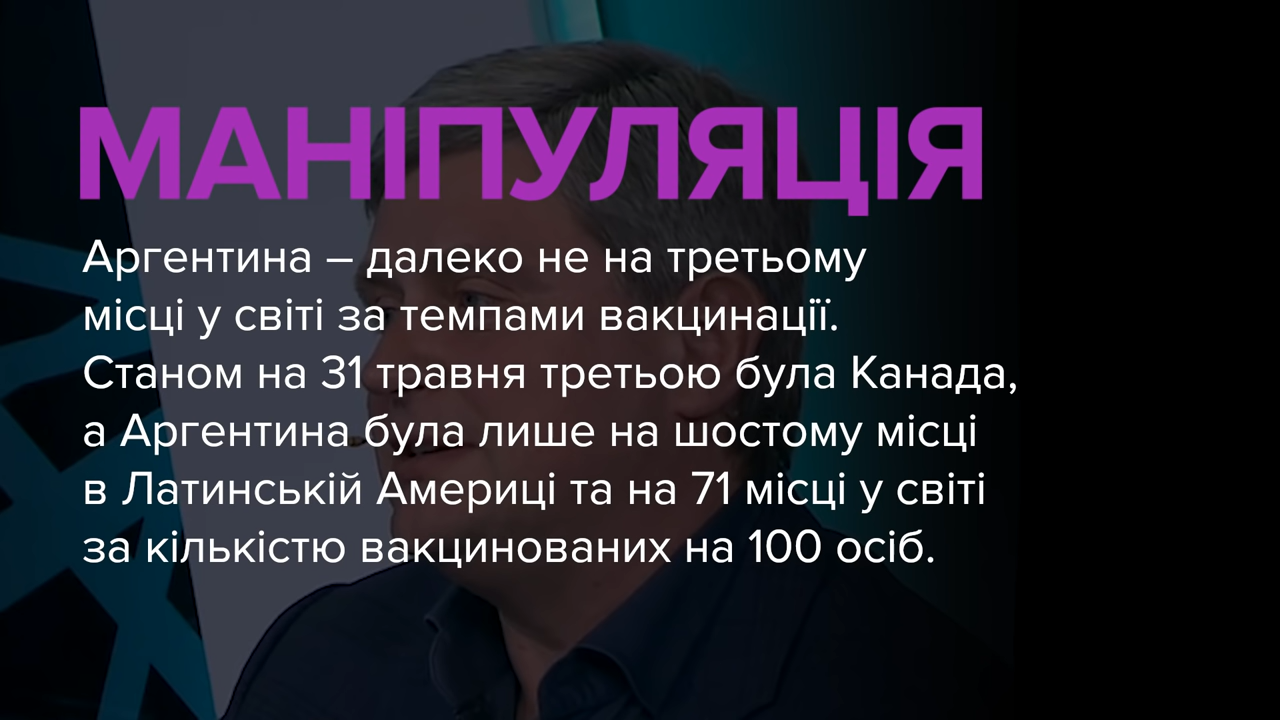 МАНІПУЛЯЦІЯ
Аргентина – далеко не на третьому
місці у світі за темпами вакцинації.
Станом на 31 травня третьою була Канада,
а Аргентина була лише на шостому місці
в Латинській Америці та на 71 місці у світі
за кількістю вакцинованих на 100 осіб.